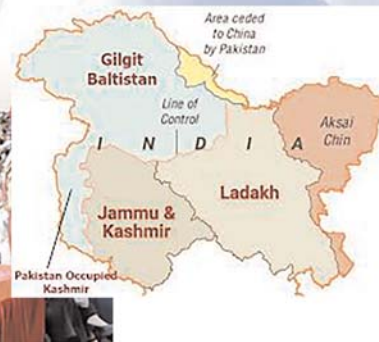 Area ceded
to China
by Pakistan
Gilgit
Baltistan
Line of
Control
Aksai
Chin
I N D I A
Ladakh
Jammu &
Kashmir
Pakistan Occupied
Kashmir